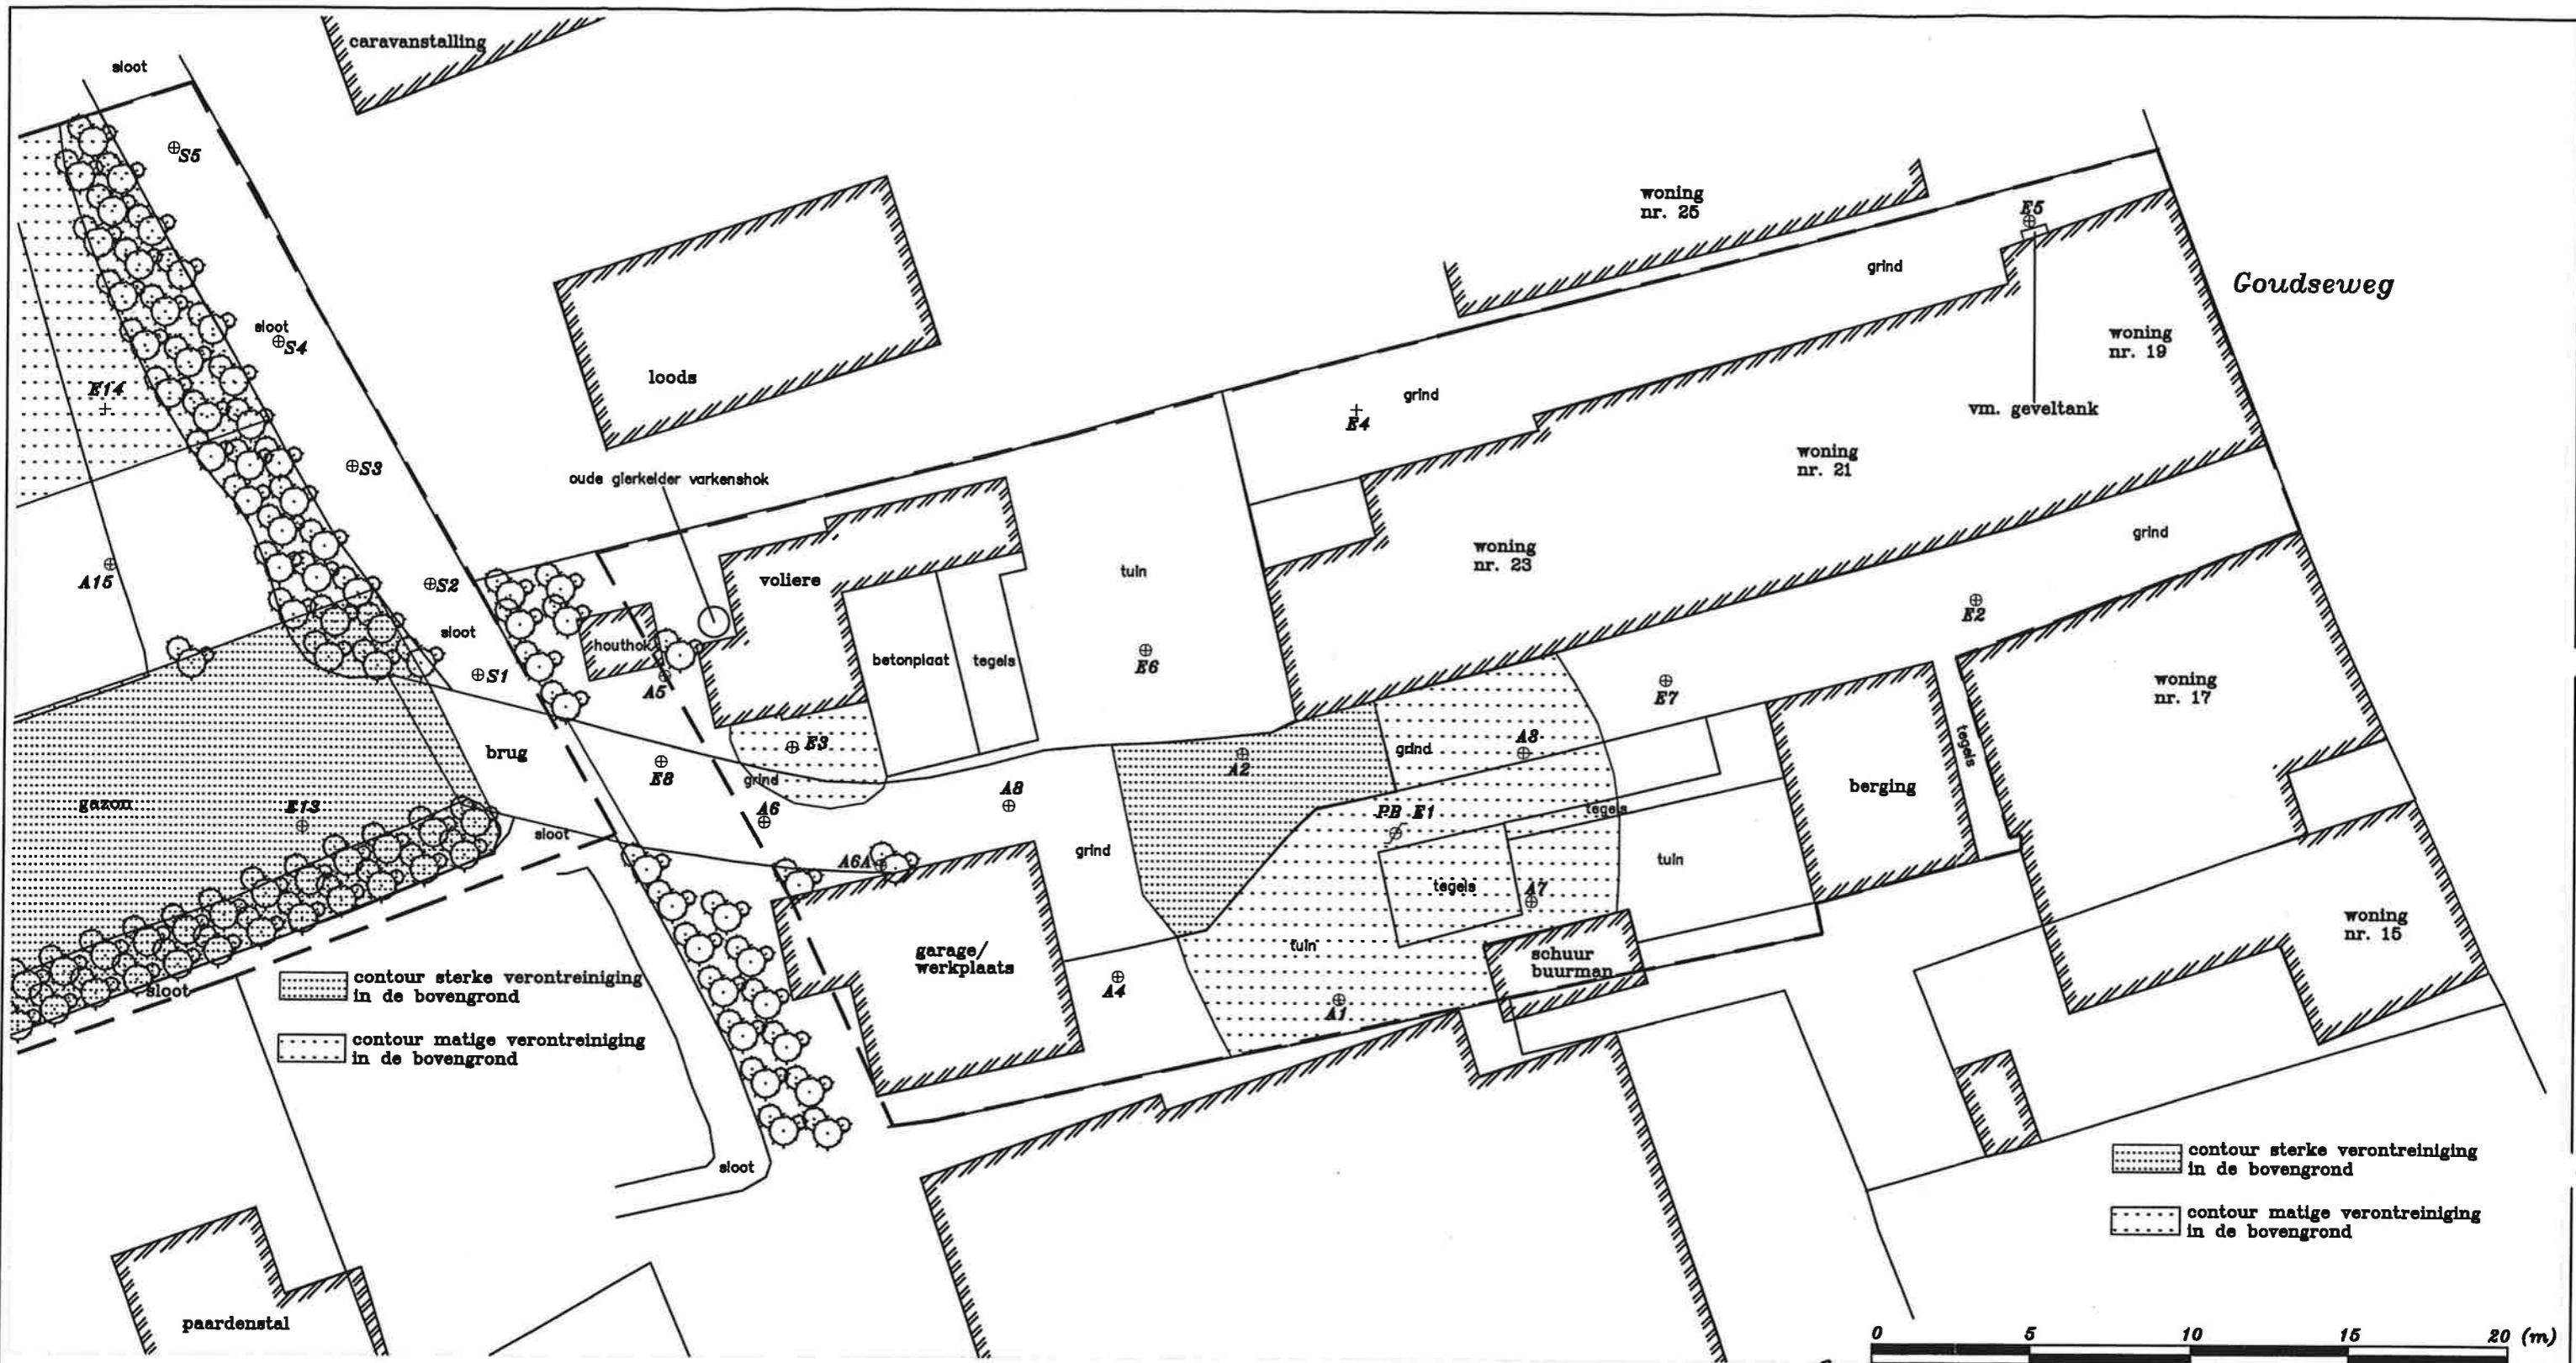 caravanstalling
sloot
S5
woning
nr. 25
E5
grind
Goudseweg
sloot
S4
woning
nr. 19
loods
E14
grind
E4
vm. geveltank
S3
oude gierkelder varkenshok
woning
nr. 21
grind
A15
S2
voliere
tuin
woning
nr. 23
E2
sloot
houthok
betonplaat
tegels
E6
S1
A5
E7
woning
nr. 17
brug
E3
A2
grind
A3
tegels
E8
grind
A6
A8
berging
gazon
E13
PB E1
tegels
sloot
A6A
grind
tuin
tegels
A7
garage/
werkplaats
tuin
schuur
buurman
woning
nr. 15
sloot
A4
A1
contour sterke verontreiniging
in de bovengrond
contour matige verontreiniging
in de bovengrond
sloot
contour sterke verontreiniging
in de bovengrond
contour matige verontreiniging
in de bovengrond
paardenstal
0 5 10 15 20 (m)